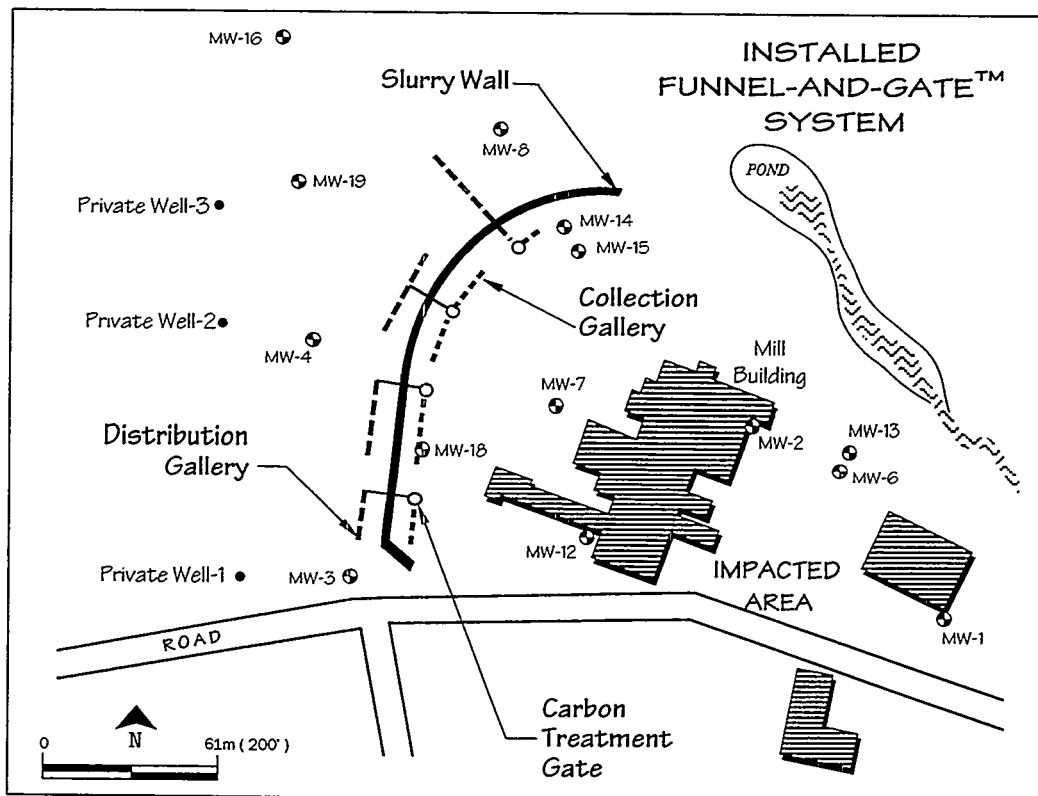 INSTALLED
FUNNEL-AND-GATE™
SYSTEM
MW-16
Slurry Wall
MW-8
POND
MW-19
Private Well-3
MW-14
MW-15
Collection
Gallery
Private Well-2
MW-4
Mill
Building
MW-7
MW-2
MW-13
MW-6
Distribution
Gallery
MW-18
MW-12
Private Well-1
MW-3
IMPACTED
AREA
MW-1
ROAD
Carbon
Treatment
Gate
N
0
61m ( 200' )